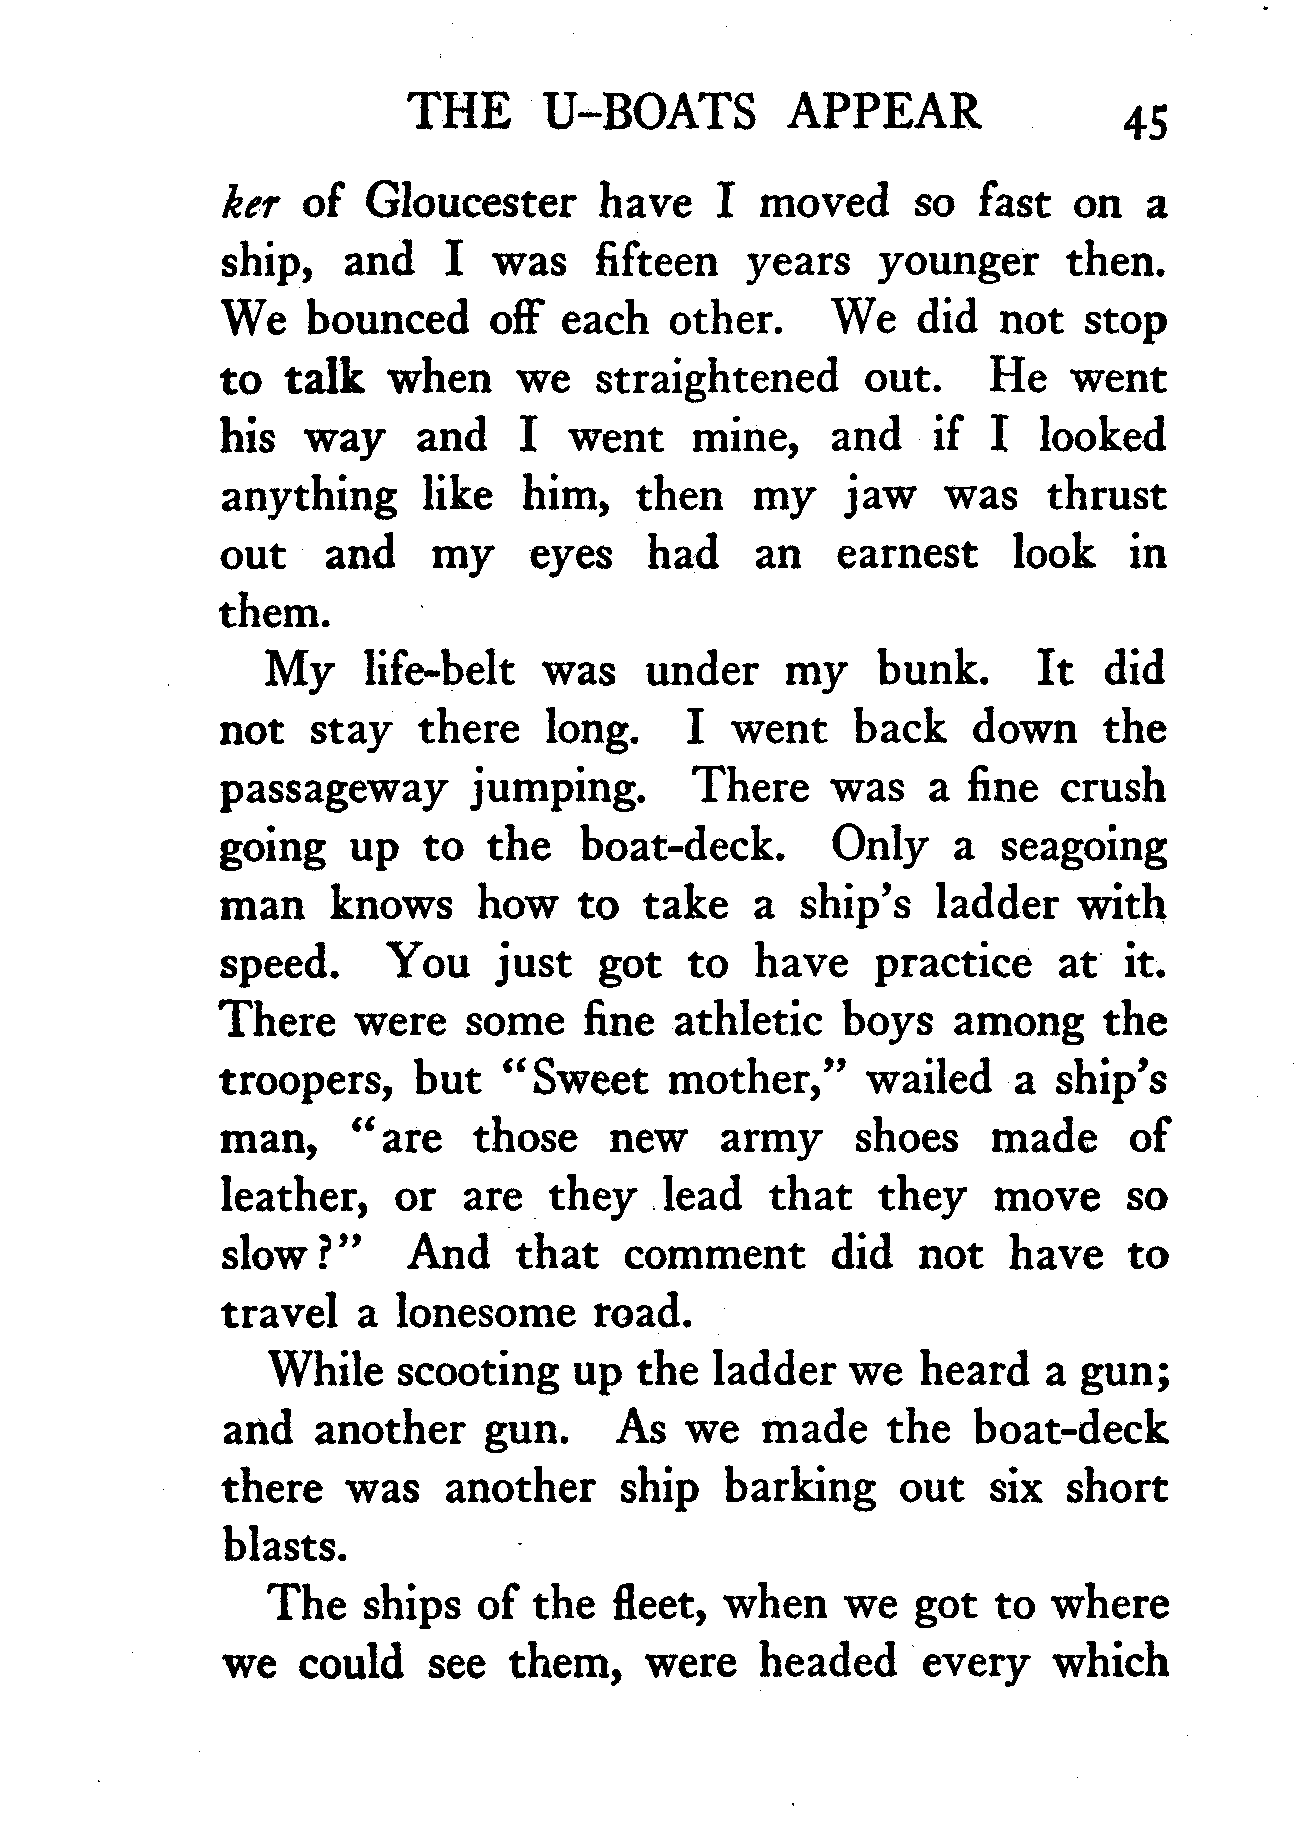 THE U-BOATS APPEAR 45
ker of Gloucester have I moved so fast on a
ship, and I was fifteen years younger then.
We bounced off each other. We did not stop
to talk when we straightened out. He went
his way and I went mine, and if I looked
anything like him, then my jaw was thrust
out and my eyes had an earnest look in
them.
My life-belt was under my bunk. It did
not stay there long. I went back down the
passageway jumping. There was a fine crush
going up to the boat-deck. Only a seagoing
man knows how to take a ship's ladder with
speed. You just got to have practice at it.
There were some fine athletic boys among the
troopers, but "Sweet mother," wailed a ship's
man, "are those new army shoes made of
leather, or are they lead that they move so
slow?" And that comment did not have to
travel a lonesome road.
While scooting up the ladder we heard a gun;
and another gun. As we made the boat-deck
there was another ship barking out six short
blasts.
The ships of the fleet, when we got to where
we could see them, were headed every which